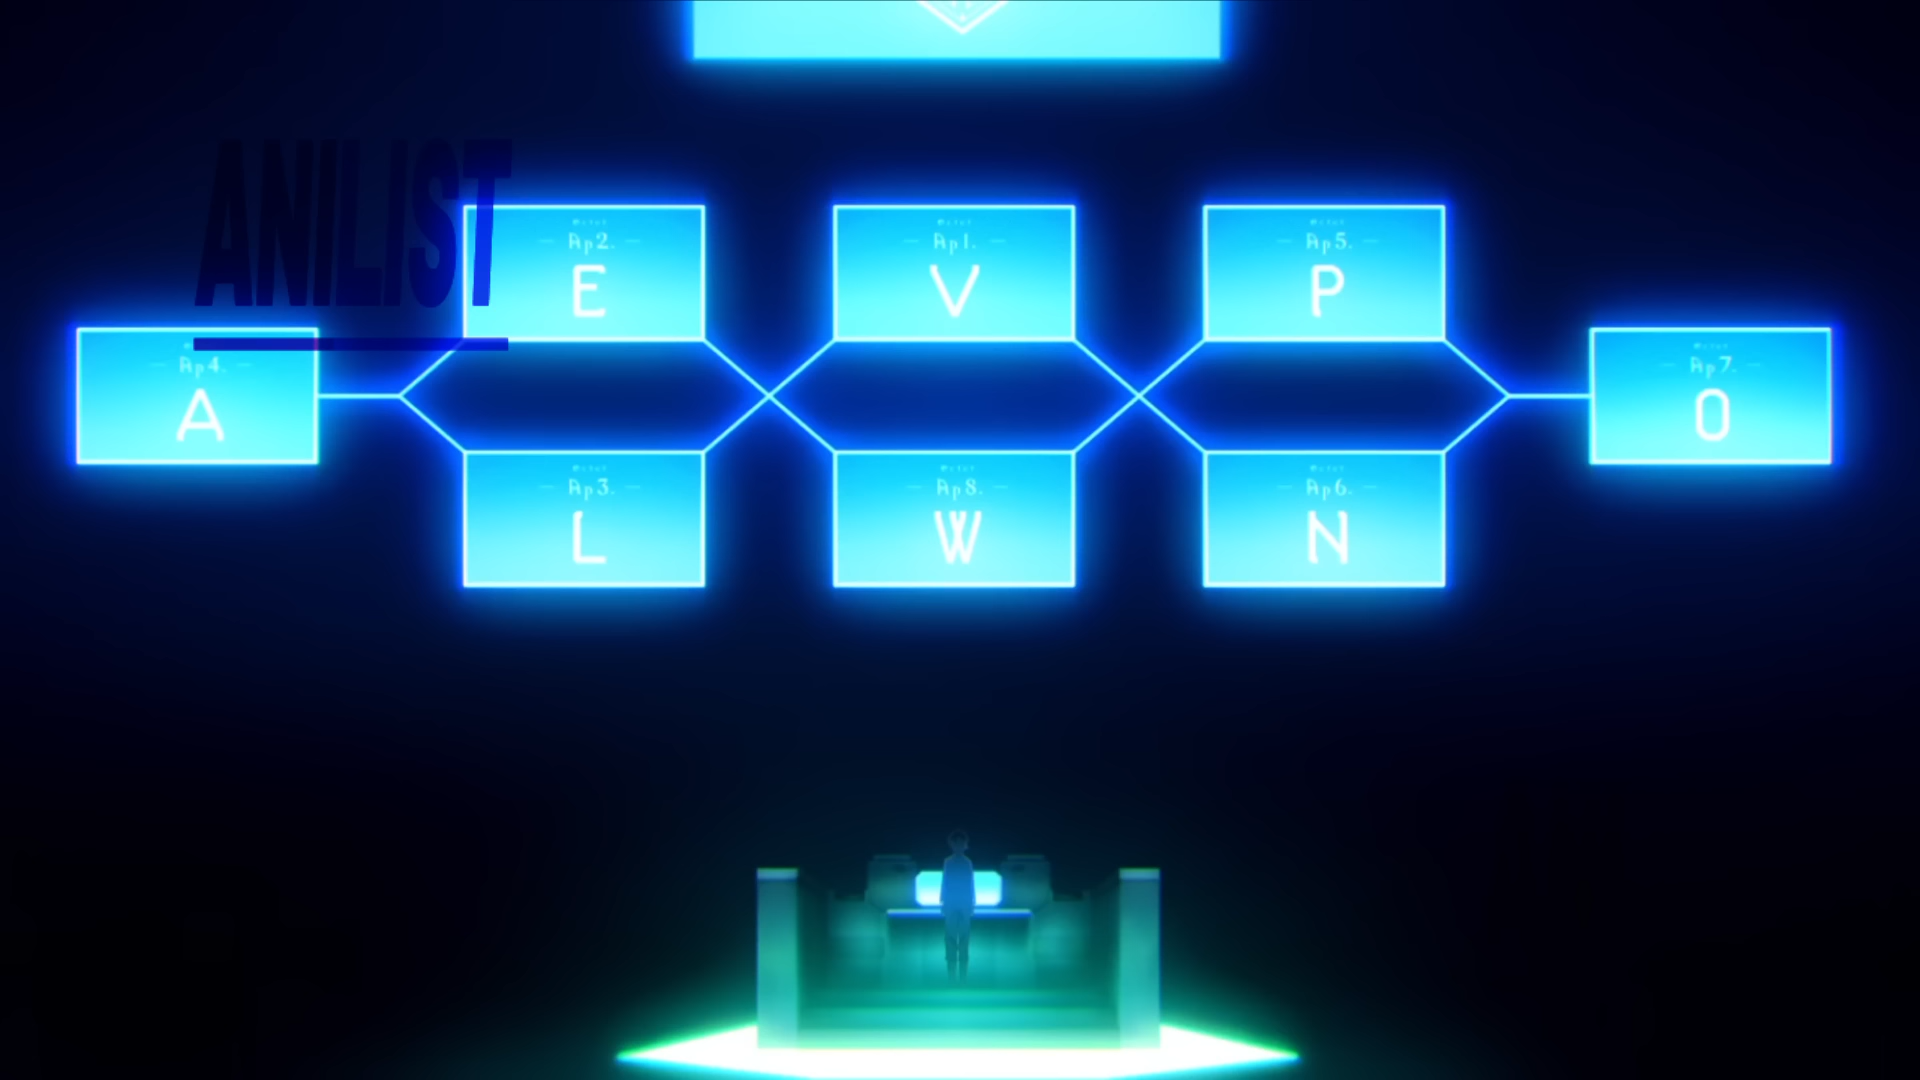 ANILIST
Ap2.
E
Ap1.
V
Ap5.
P
Ap4.
A
Ap7.
O
Ap3.
L
Ap8.
W
Ap6.
N